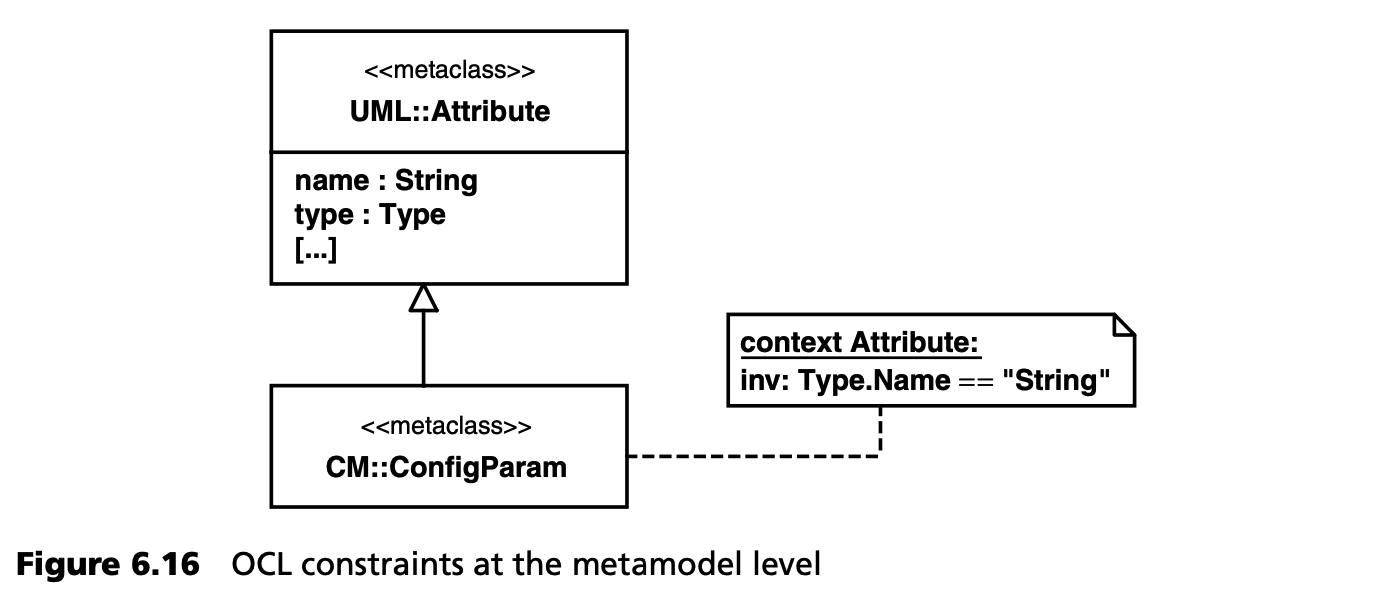 <<metaclass>>
UML::Attribute
name : String
type : Type
[...]
context Attribute:
inv: Type.Name == "String"
<<metaclass>>
CM::ConfigParam
Figure 6.16 OCL constraints at the metamodel level